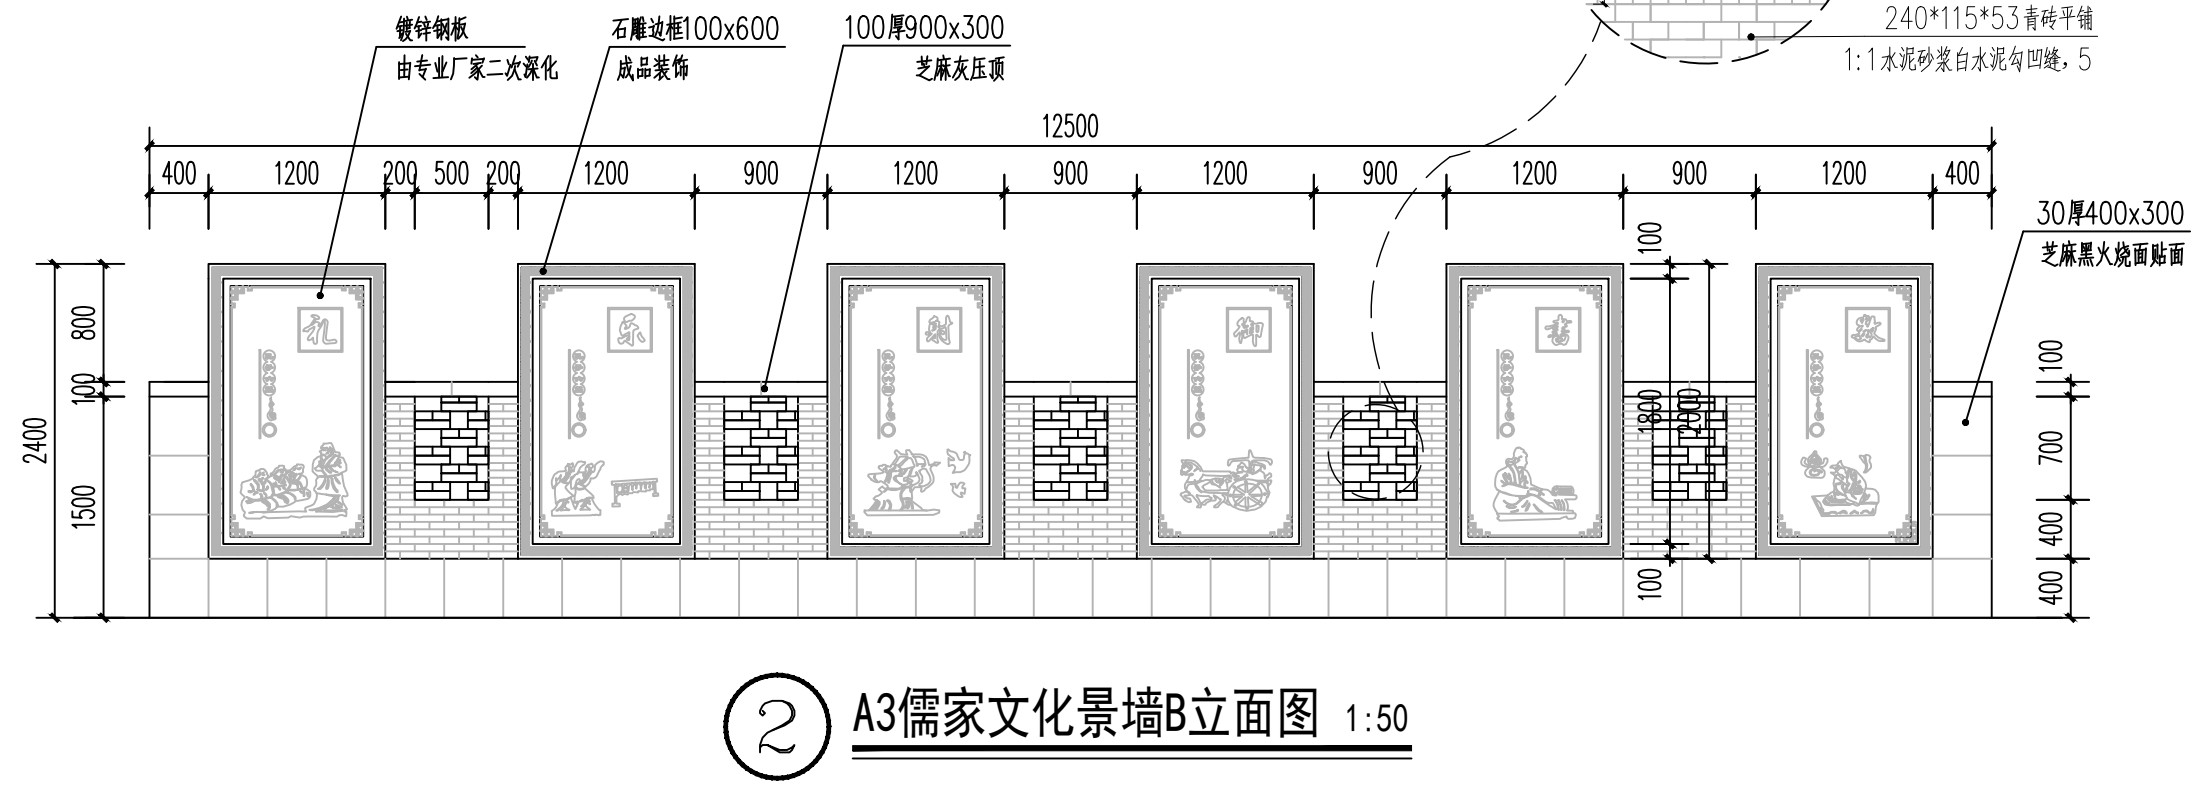 镀锌钢板
由专业厂家二次深化
石雕边框100x600
成品装饰
100厚900x300
芝麻灰压顶
240*115*53青砖平铺
1:1水泥砂浆白水泥勾凹缝，5
12500
400 1200 200 500 200 1200 900 1200 900 1200 900 1200 900 1200 400
30厚400x300
芝麻黑火烧面贴面
2400
800
100
1500
礼
乐
射
御
书
数
100
1800
2000
100
100
700
400
400
2 A3儒家文化景墙B立面图 1:50